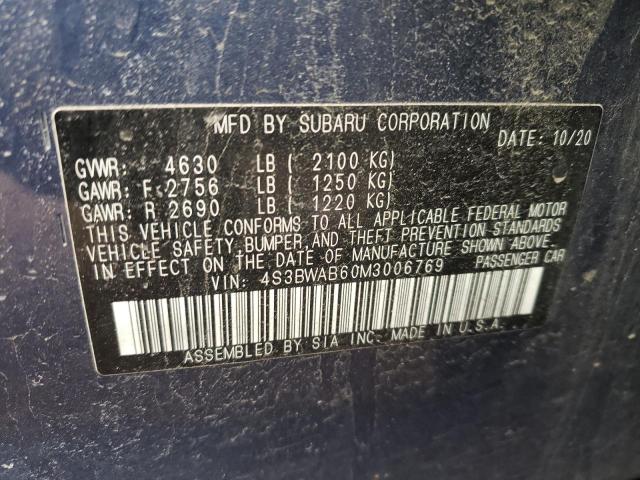 MFD BY SUBARU CORPORATION
DATE: 10/20
GVWR: 4630 LB ( 2100 KG)
GAWR: F 2756 LB ( 1250 KG)
GAWR: R 2690 LB ( 1220 KG)
THIS VEHICLE CONFORMS TO ALL APPLICABLE FEDERAL MOTOR
VEHICLE SAFETY, BUMPER, AND THEFT PREVENTION STANDARDS
IN EFFECT ON THE DATE OF MANUFACTURE SHOWN ABOVE.
VIN: 4S3BWAB60M3006769 PASSENGER CAR
ASSEMBLED BY SIA INC. MADE IN U.S.A.